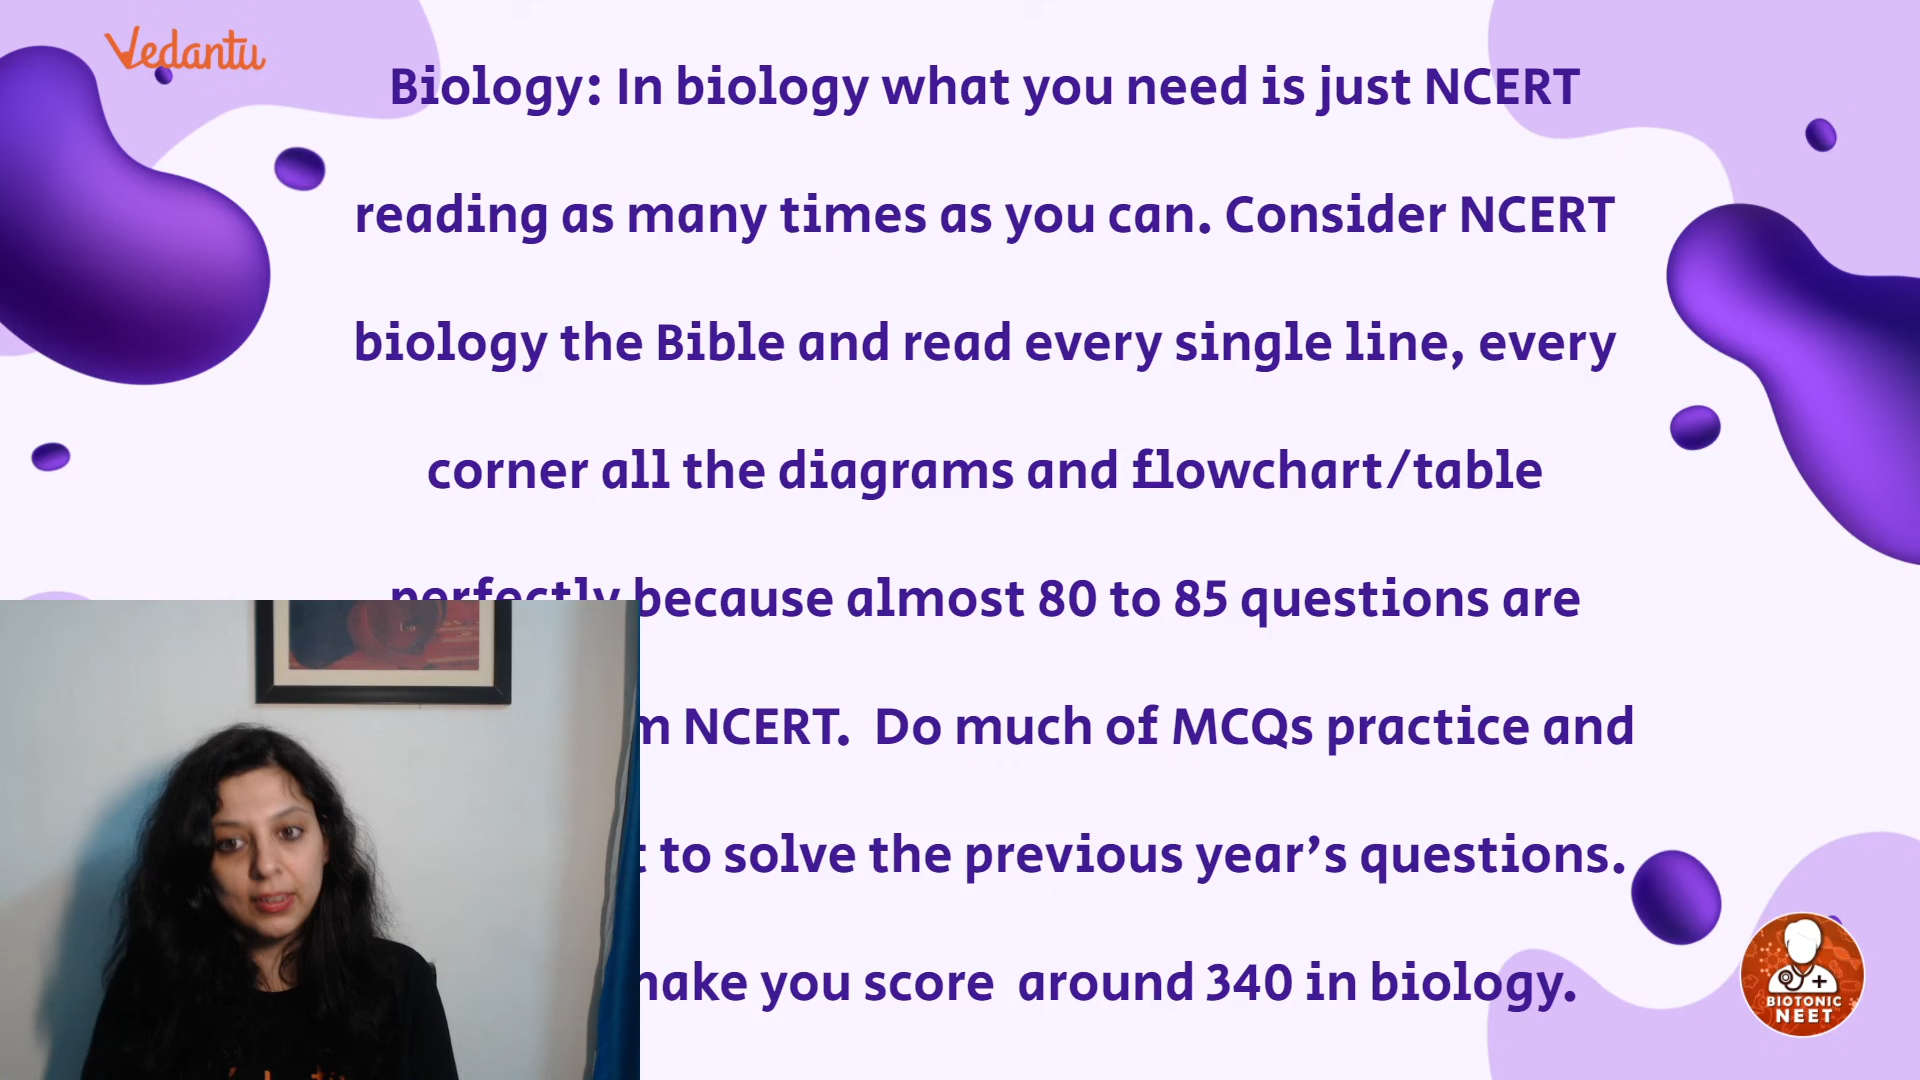 Vedantu
Biology: In biology what you need is just NCERT
reading as many times as you can. Consider NCERT
biology the Bible and read every single line, every
corner all the diagrams and flowchart/table
perfectly because almost 80 to 85 questions are
NCERT.  Do much of MCQs practice and
to solve the previous year’s questions.
you score  around 340 in biology.
BIOTONIC
NEET